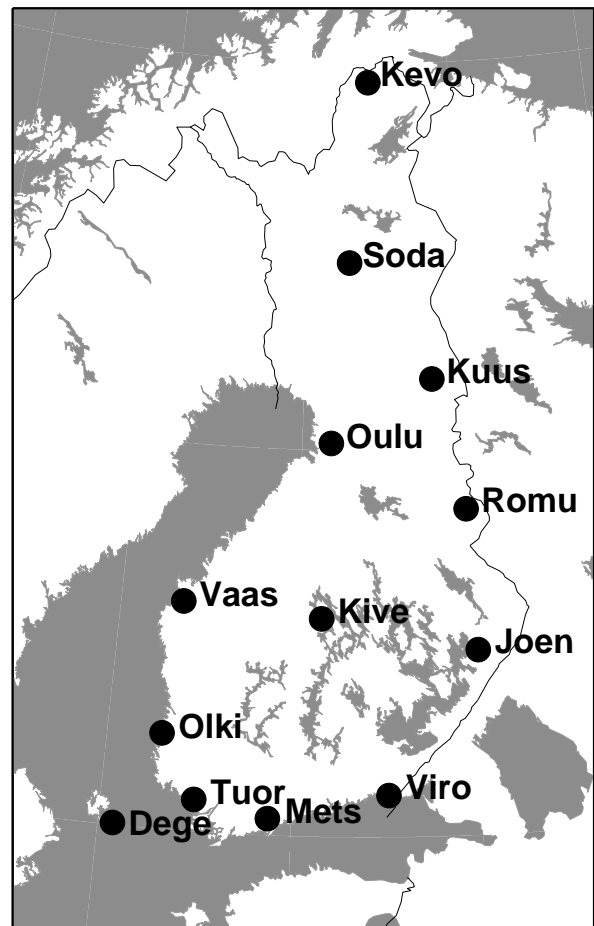 Kevo
Soda
Kuus
Oulu
Romu
Vaas
Kive
Joen
Olki
Viro
Tuor
Mets
Dege